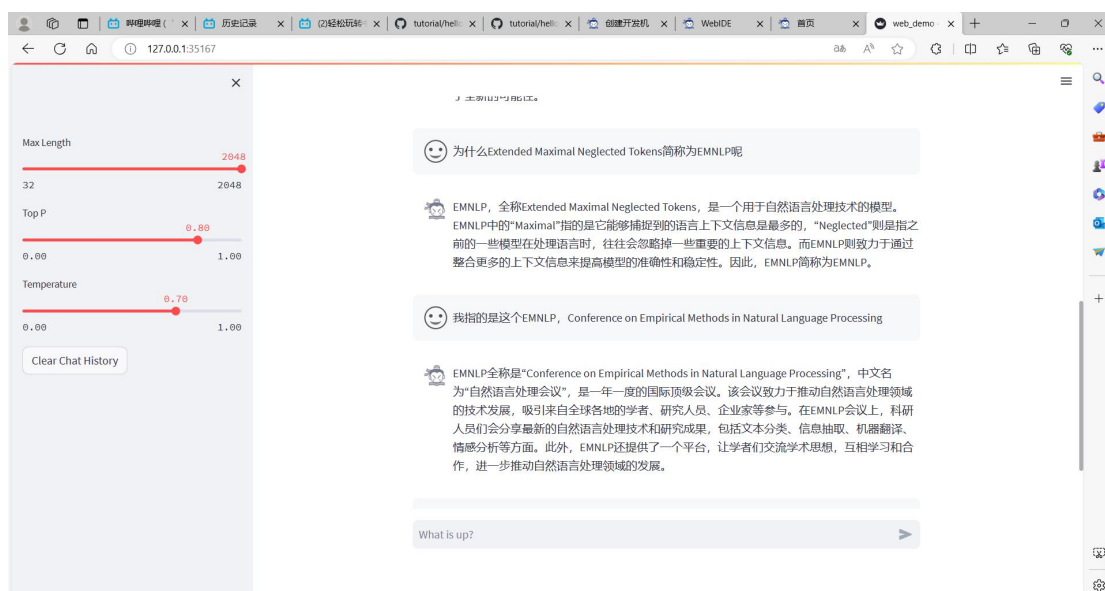 哔哩哔哩 (
历史记录
(2)轻松玩转
tutorial/hell
tutorial/hell
创建开发机
WebIDE
首页
web_demo
127.0.0.1:35167
Max Length
2048
32 2048
Top P
0.80
0.00 1.00
Temperature
0.70
0.00 1.00
Clear Chat History
了全新的可能性。
为什么Extended Maximal Neglected Tokens简称为EMNLP呢
EMNLP，全称Extended Maximal Neglected Tokens，是一个用于自然语言处理技术的模型。
EMNLP中的“Maximal”指的是它能够捕捉到的语言上下文信息是最多的，“Neglected”则是指之
前的一些模型在处理语言时，往往会忽略掉一些重要的上下文信息。而EMNLP则致力于通过
整合更多的上下文信息来提高模型的准确性和稳定性。因此，EMNLP简称为EMNLP。
我指的是这个EMNLP，Conference on Empirical Methods in Natural Language Processing
EMNLP全称是“Conference on Empirical Methods in Natural Language Processing”，中文名
为“自然语言处理会议”，是一年一度的国际顶级会议。该会议致力于推动自然语言处理领域
的技术发展，吸引来自全球各地的学者、研究人员、企业家等参与。在EMNLP会议上，科研
人员们会分享最新的自然语言处理技术和研究成果，包括文本分类、信息抽取、机器翻译、
情感分析等方面。此外，EMNLP还提供了一个平台，让学者们交流学术思想，互相学习和合
作，进一步推动自然语言处理领域的发展。
What is up?